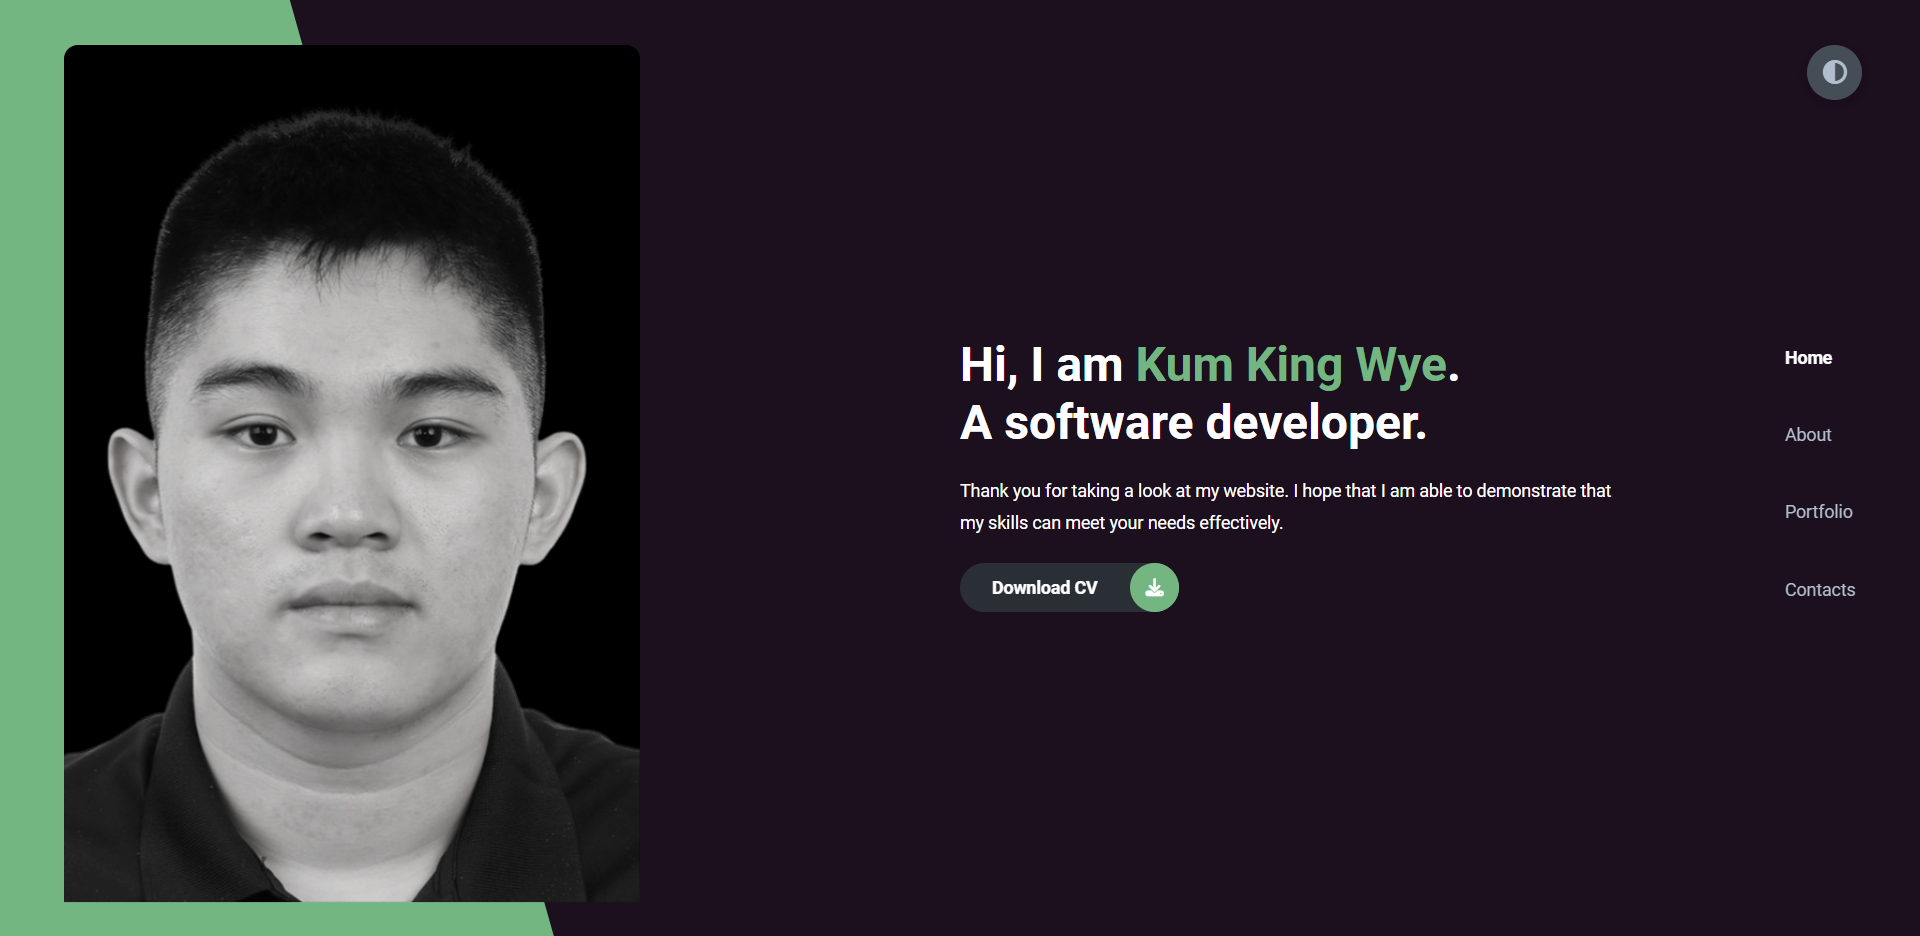 Hi, I am Kum King Wye.
A software developer.
Thank you for taking a look at my website. I hope that I am able to demonstrate that
my skills can meet your needs effectively.
Download CV
Home
About
Portfolio
Contacts